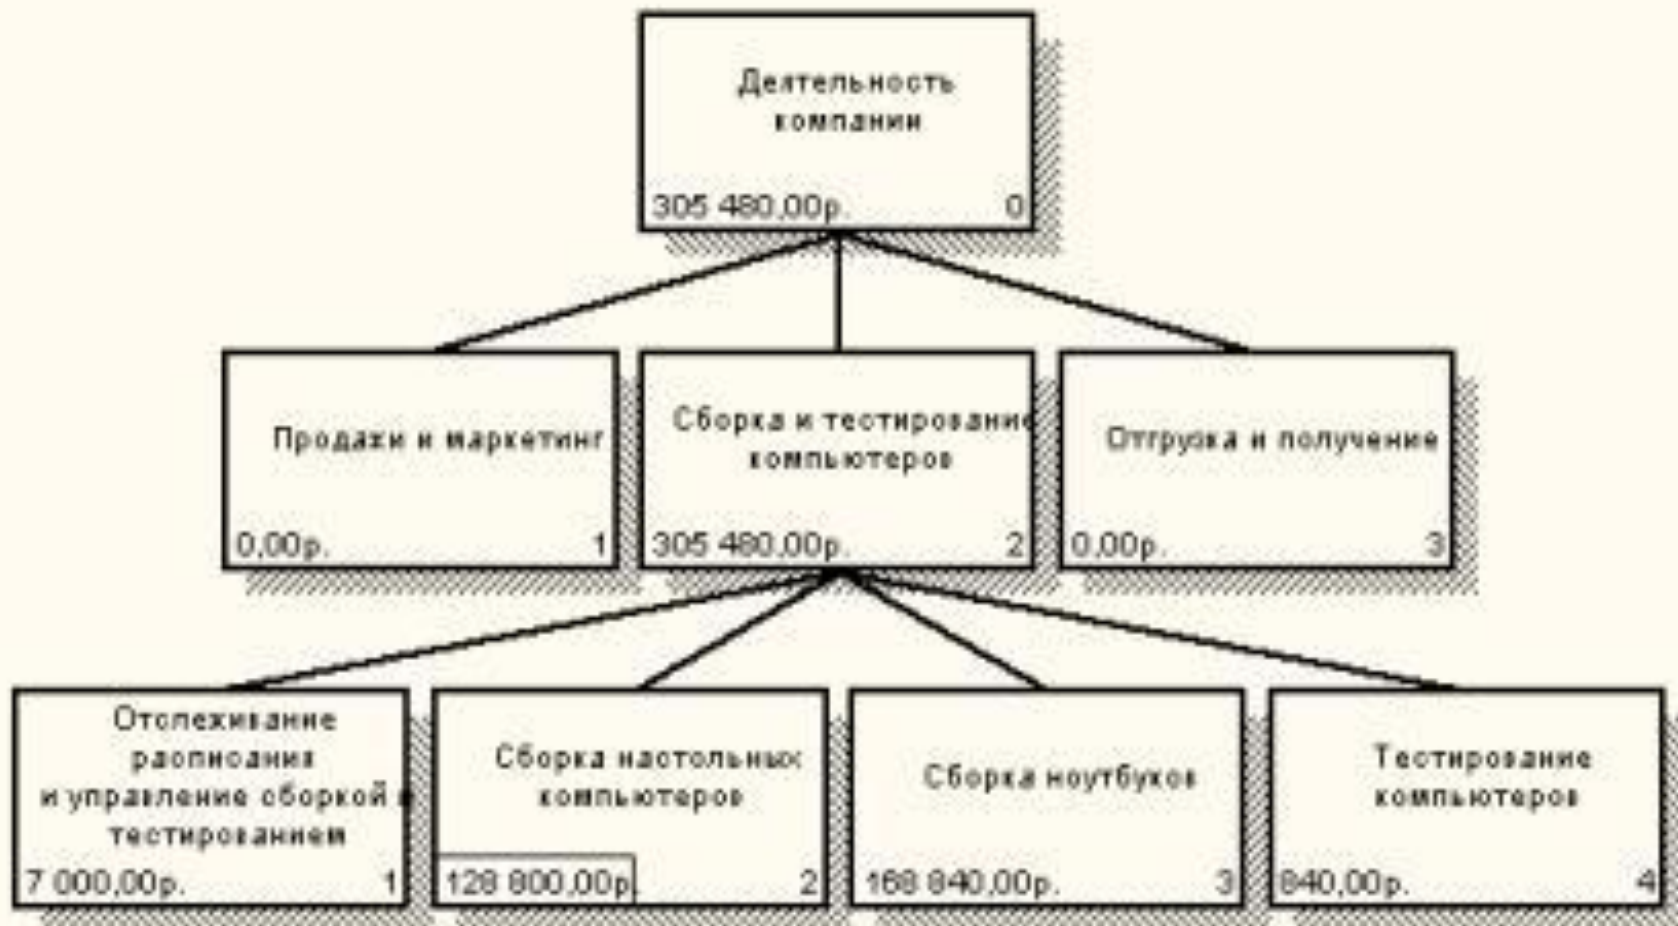 Деятельность
компании
305 480,00р. 0
Продажи и маркетинг
0,00р. 1
Сборка и тестирование
компьютеров
305 480,00р. 2
Отгрузка и получение
0,00р. 3
Отслеживание
расписания
и управление сборкой и
тестированием
7 000,00р. 1
Сборка настольных
компьютеров
128 800,00р. 2
Сборка ноутбуков
168 840,00р. 3
Тестирование
компьютеров
840,00р. 4